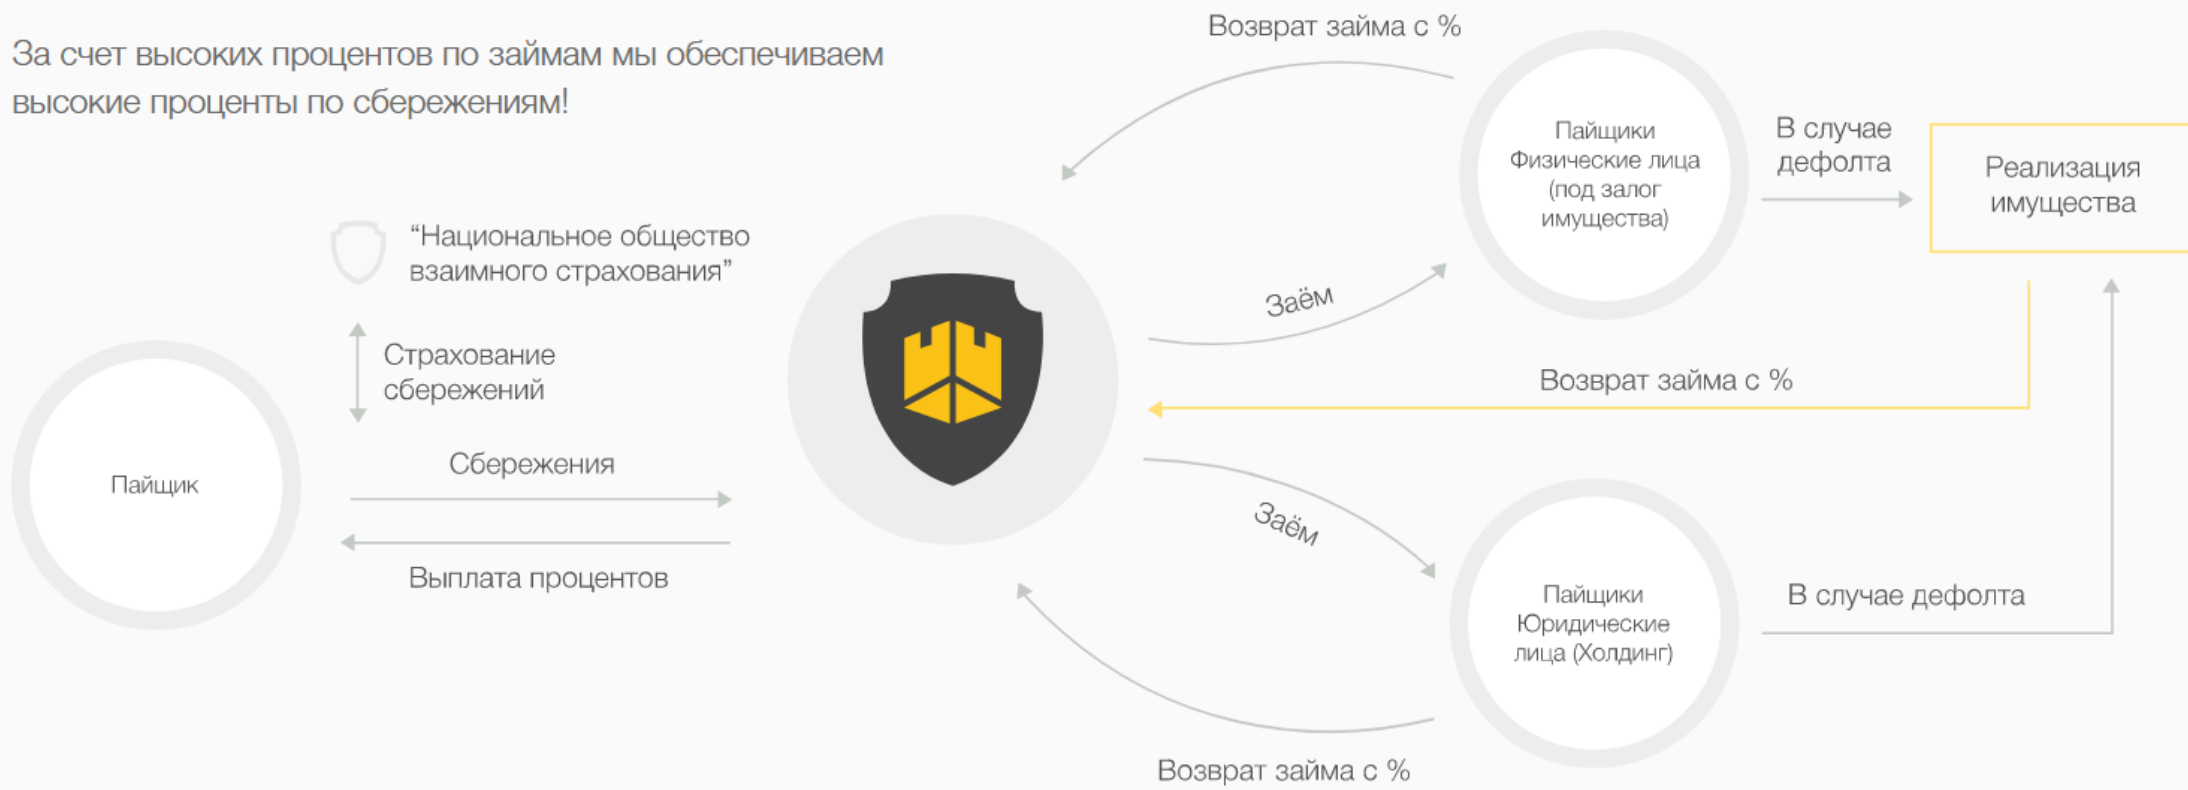 За счет высоких процентов по займам мы обеспечиваем
высокие проценты по сбережениям!
Возврат займа с %
Пайщики
Физические лица
(под залог
имущества)
В случае
дефолта
Реализация
имущества
“Национальное общество
взаимного страхования”
Заём
Страхование
сбережений
Возврат займа с %
Сбережения
Пайщик
Заём
Выплата процентов
Пайщики
Юридические
лица (Холдинг)
В случае дефолта
Возврат займа с %